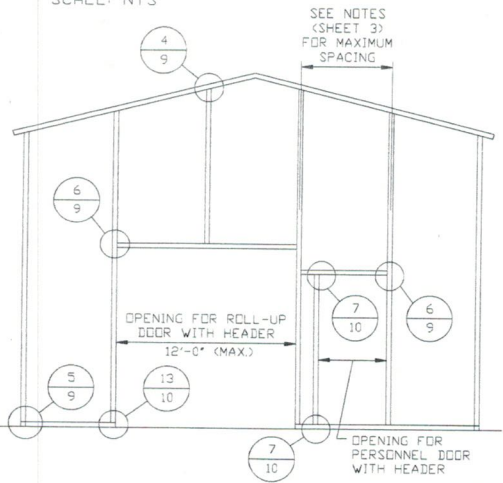 SCALE: NTS
SEE NOTES
(SHEET 3)
FOR MAXIMUM
SPACING
4
9
6
9
OPENING FOR ROLL-UP
DOOR WITH HEADER
12'-0" (MAX.)
7
10
6
9
5
9
13
10
7
10
OPENING FOR
PERSONNEL DOOR
WITH HEADER